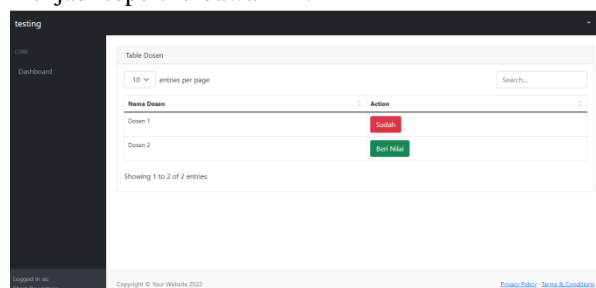 testing
CORE
Dashboard
Table Dosen
10 entries per page
Search...
Nama Dosen Action
Dosen 1 Sudah
Dosen 2 Beri Nilai
Showing 1 to 2 of 2 entries
Logged in as:
Copyright © Your Website 2022 Privacy Policy · Terms & Conditions